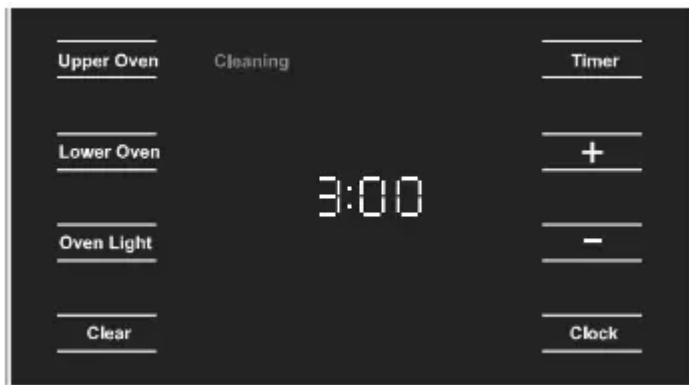 Upper Oven Cleaning Timer
Lower Oven +
3:00
Oven Light -
Clear Clock